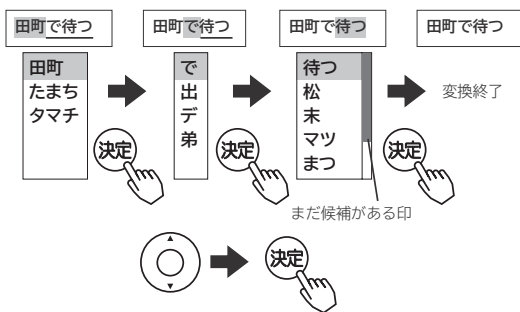 田町で待つ
田町で待つ
田町で待つ
田町で待つ
田町
たまち
タマチ
で
出
デ
弟
待つ
松
末
マツ
まつ
変換終了
決定
決定
決定
まだ候補がある印
決定